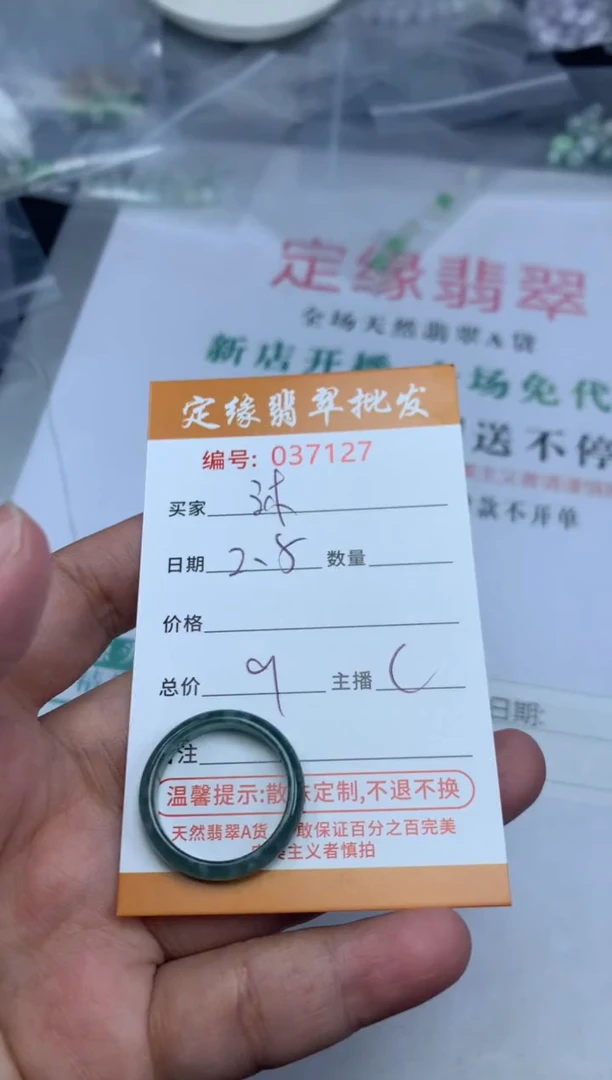 定缘翡翠
全场天然翡翠A货
新店开播
场免代
送不停
款不开单
日期:
定缘翡翠批发
编号: 037127
买家 球
日期 2.8 数量
价格
总价 9 主播 C
注
温馨提示:散 定制,不退不换
天然翡翠A货 敢保证百分之百完美
主义者慎拍